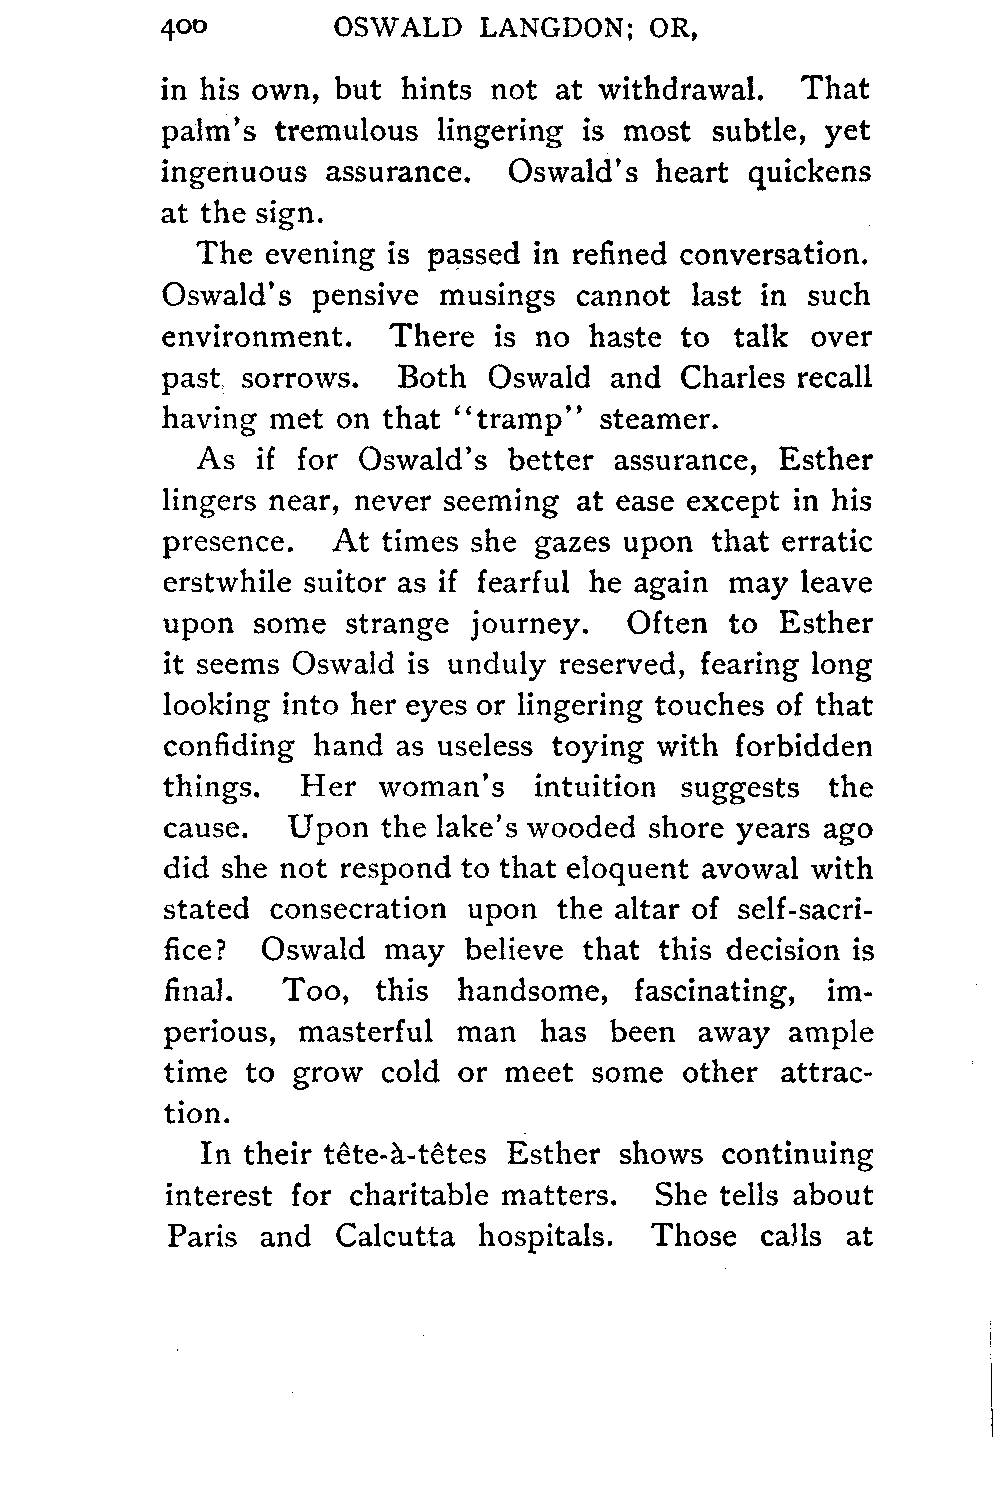 400 OSWALD LANGDON; OR,
in his own, but hints not at withdrawal. That
palm's tremulous lingering is most subtle, yet
ingenuous assurance. Oswald's heart quickens
at the sign.
The evening is passed in refined conversation.
Oswald's pensive musings cannot last in such
environment. There is no haste to talk over
past sorrows. Both Oswald and Charles recall
having met on that “tramp” steamer.
As if for Oswald's better assurance, Esther
lingers near, never seeming at ease except in his
presence. At times she gazes upon that erratic
erstwhile suitor as if fearful he again may leave
upon some strange journey. Often to Esther
it seems Oswald is unduly reserved, fearing long
looking into her eyes or lingering touches of that
confiding hand as useless toying with forbidden
things. Her woman's intuition suggests the
cause. Upon the lake's wooded shore years ago
did she not respond to that eloquent avowal with
stated consecration upon the altar of self-sacri-
fice? Oswald may believe that this decision is
final. Too, this handsome, fascinating, im-
perious, masterful man has been away ample
time to grow cold or meet some other attrac-
tion.
In their tête-à-têtes Esther shows continuing
interest for charitable matters. She tells about
Paris and Calcutta hospitals. Those calls at